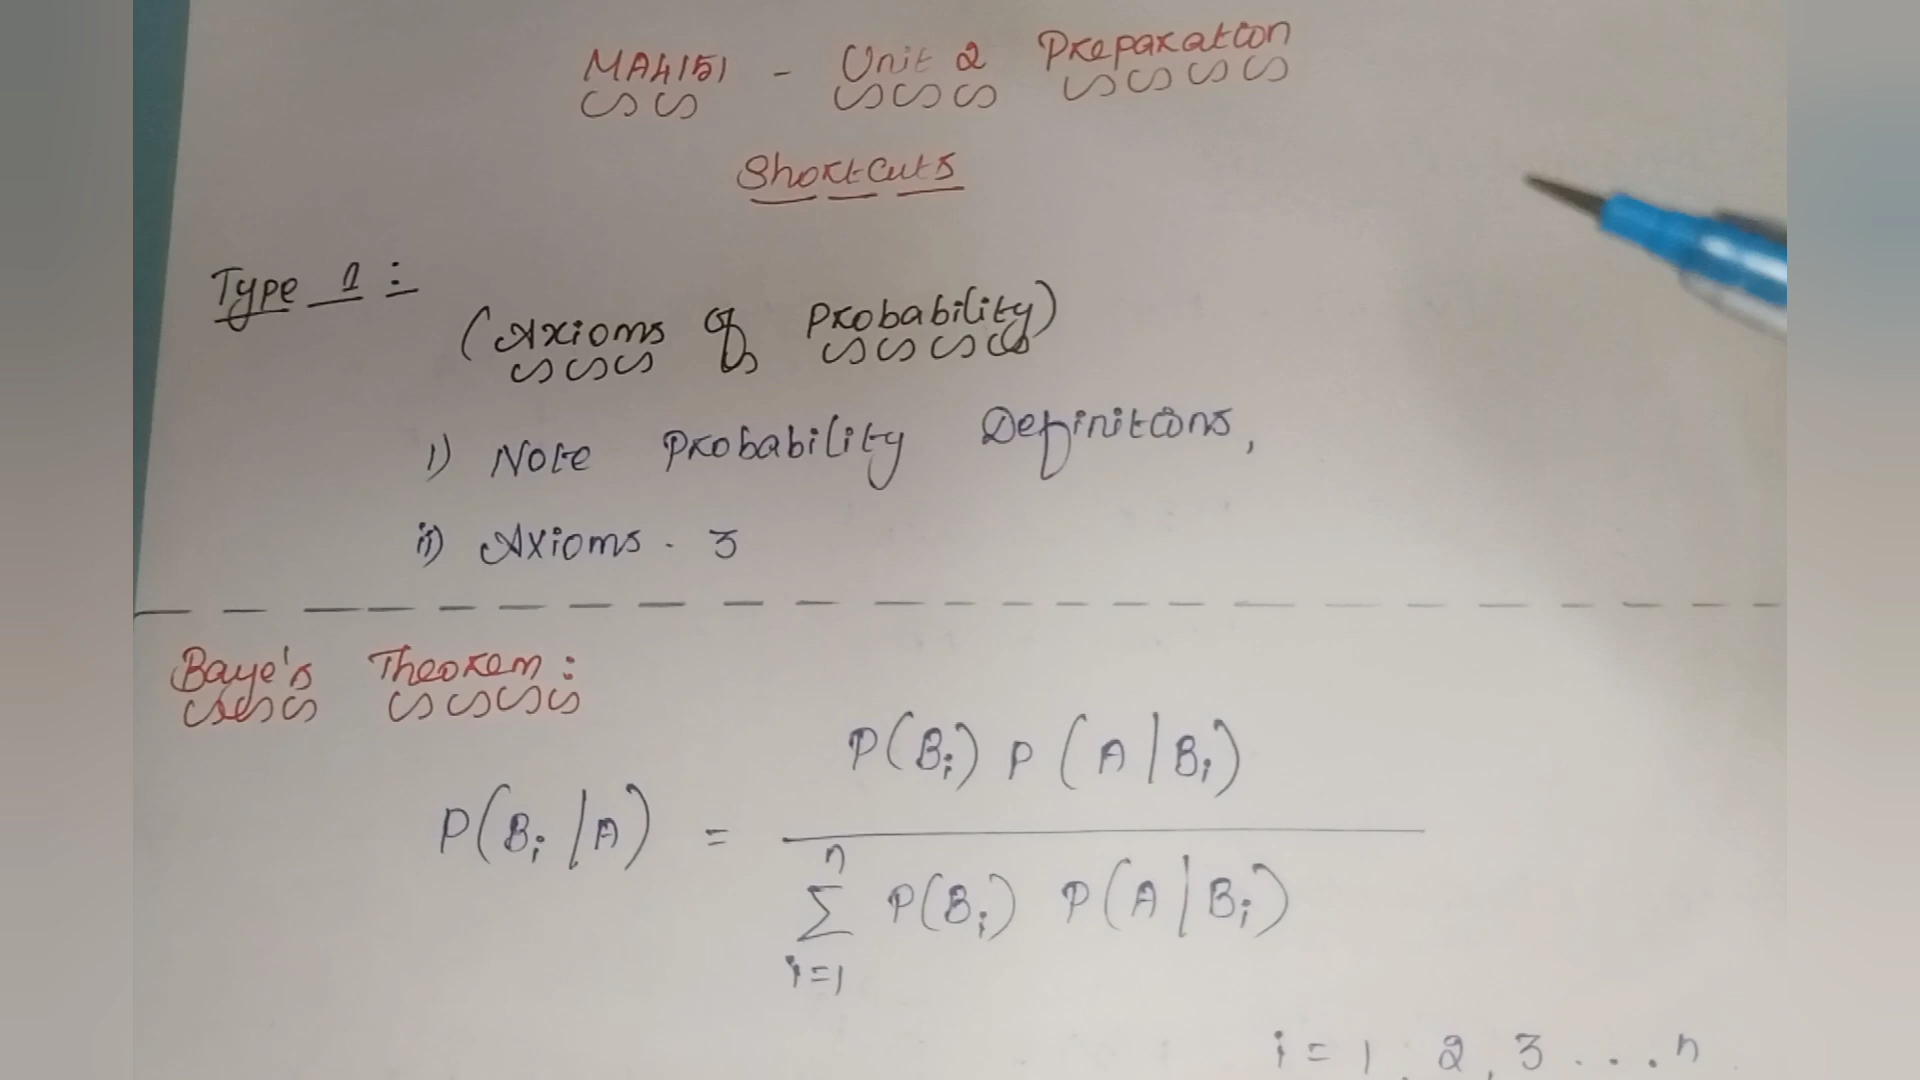 MA4151 - Unit 2 Preparation
Shortcuts
Type 1 :
(Axioms of Probability)
i) Note Probability Definitions,
ii) Axioms - 3
Baye's Theorem :
P(Bi) P(A|Bi)
P(Bi/A) =
n
Σ P(Bi) P(A|Bi)
i=1
i = 1, 2, 3 ... n